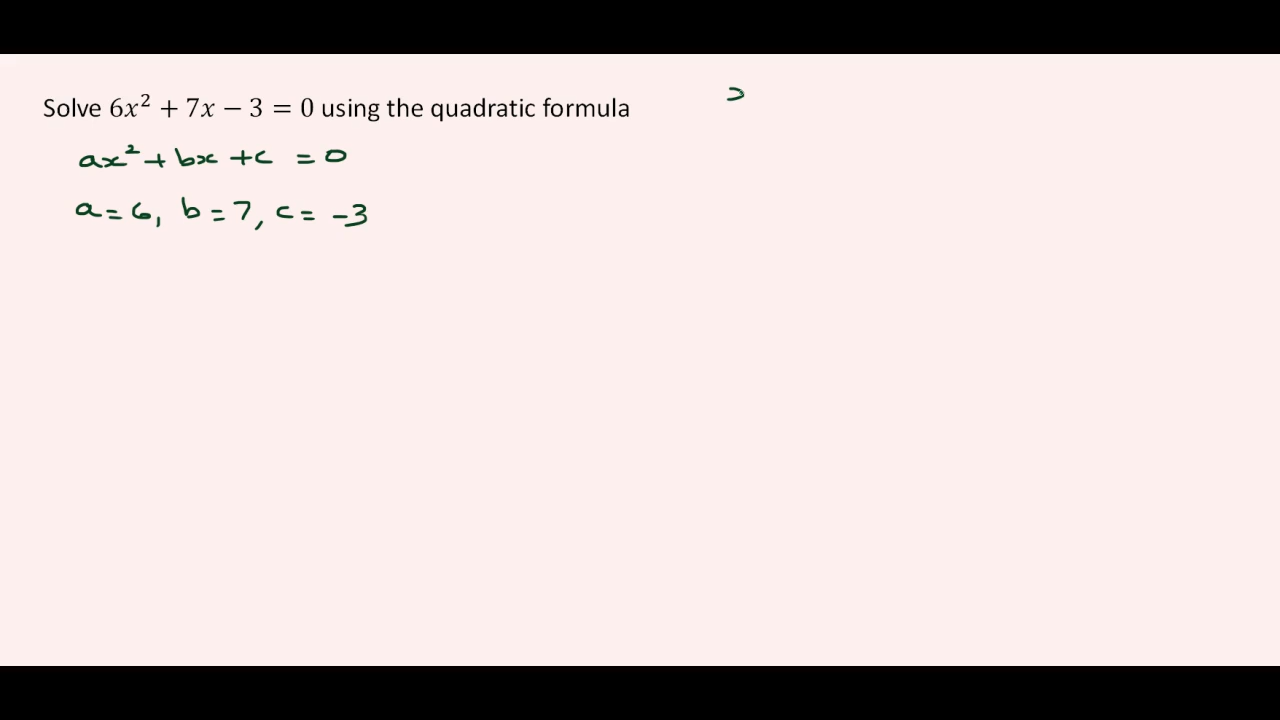 Solve 6x² + 7x − 3 = 0 using the quadratic formula
ax² + bx + c = 0
a = 6, b = 7, c = -3